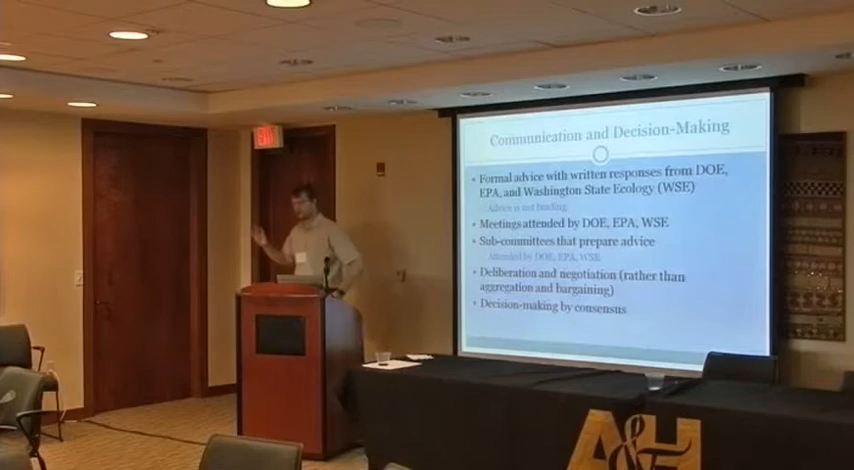 EXIT
Communication and Decision-Making
• Formal advice with written responses from DOE,
EPA, and Washington State Ecology (WSE)
Advice is not binding
• Meetings attended by DOE, EPA, WSE
• Sub-committees that prepare advice
Attended by DOE, EPA, WSE
• Deliberation and negotiation (rather than
aggregation and bargaining)
• Decision-making by consensus
A&H